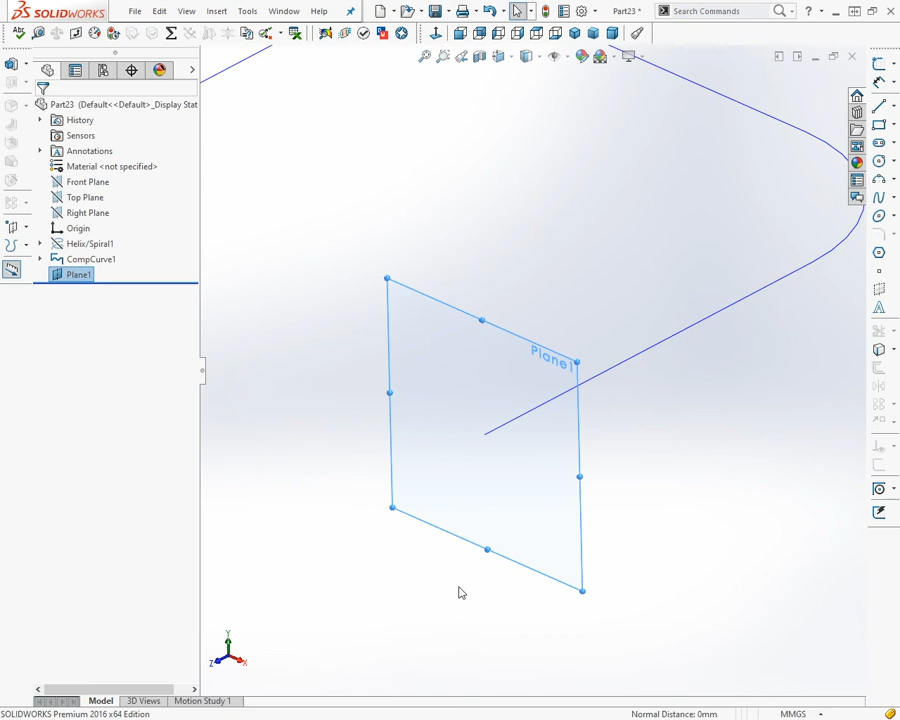 SOLIDWORKS File Edit View Insert Tools Window Help Part23 * Search Commands
Part23 (Default<<Default>_Display Stat
History
Sensors
Annotations
Material <not specified>
Front Plane
Top Plane
Right Plane
Origin
Helix/Spiral1
CompCurve1
Plane1
Plane1
Y
Z
X
Model 3D Views Motion Study 1
SOLIDWORKS Premium 2016 x64 Edition Normal Distance: 0mm MMGS